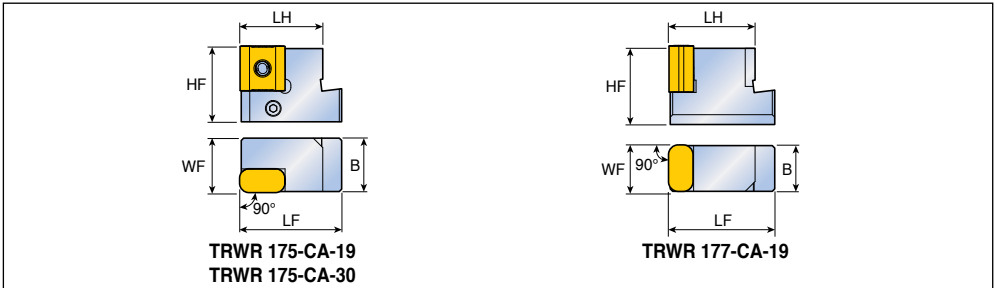 LH
HF
WF
B
90°
LF
TRWR 175-CA-19
TRWR 175-CA-30
LH
HF
WF
90°
B
LF
TRWR 177-CA-19